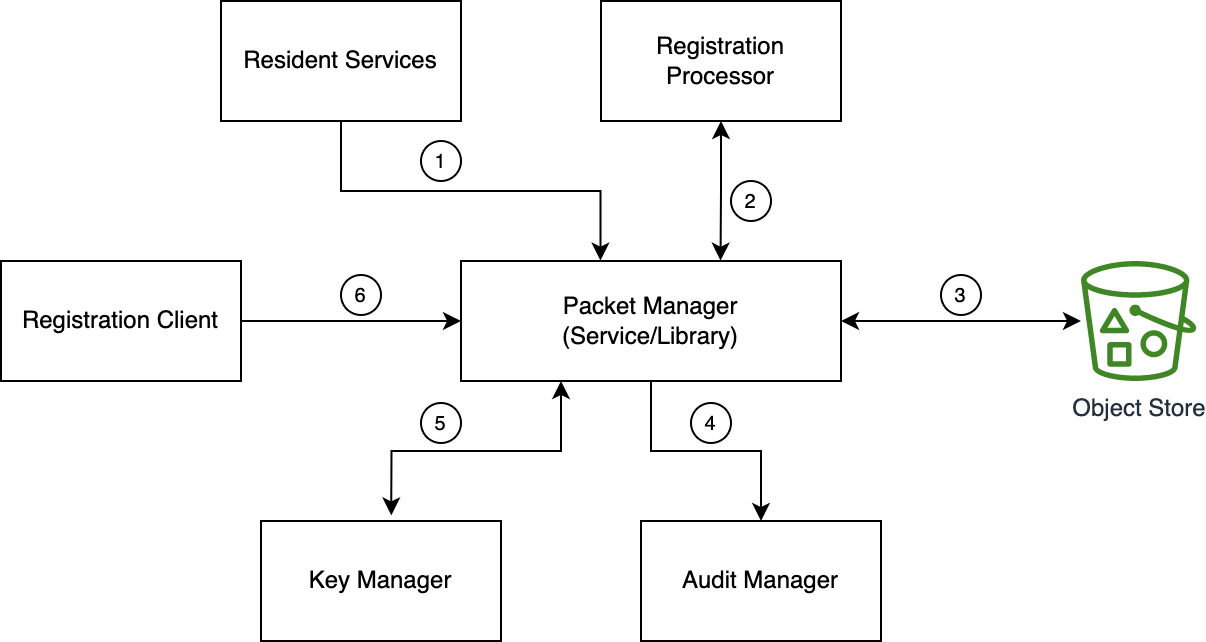 Resident Services
Registration
Processor
1
2
Registration Client
6
Packet Manager
(Service/Library)
3
Object Store
5
4
Key Manager
Audit Manager